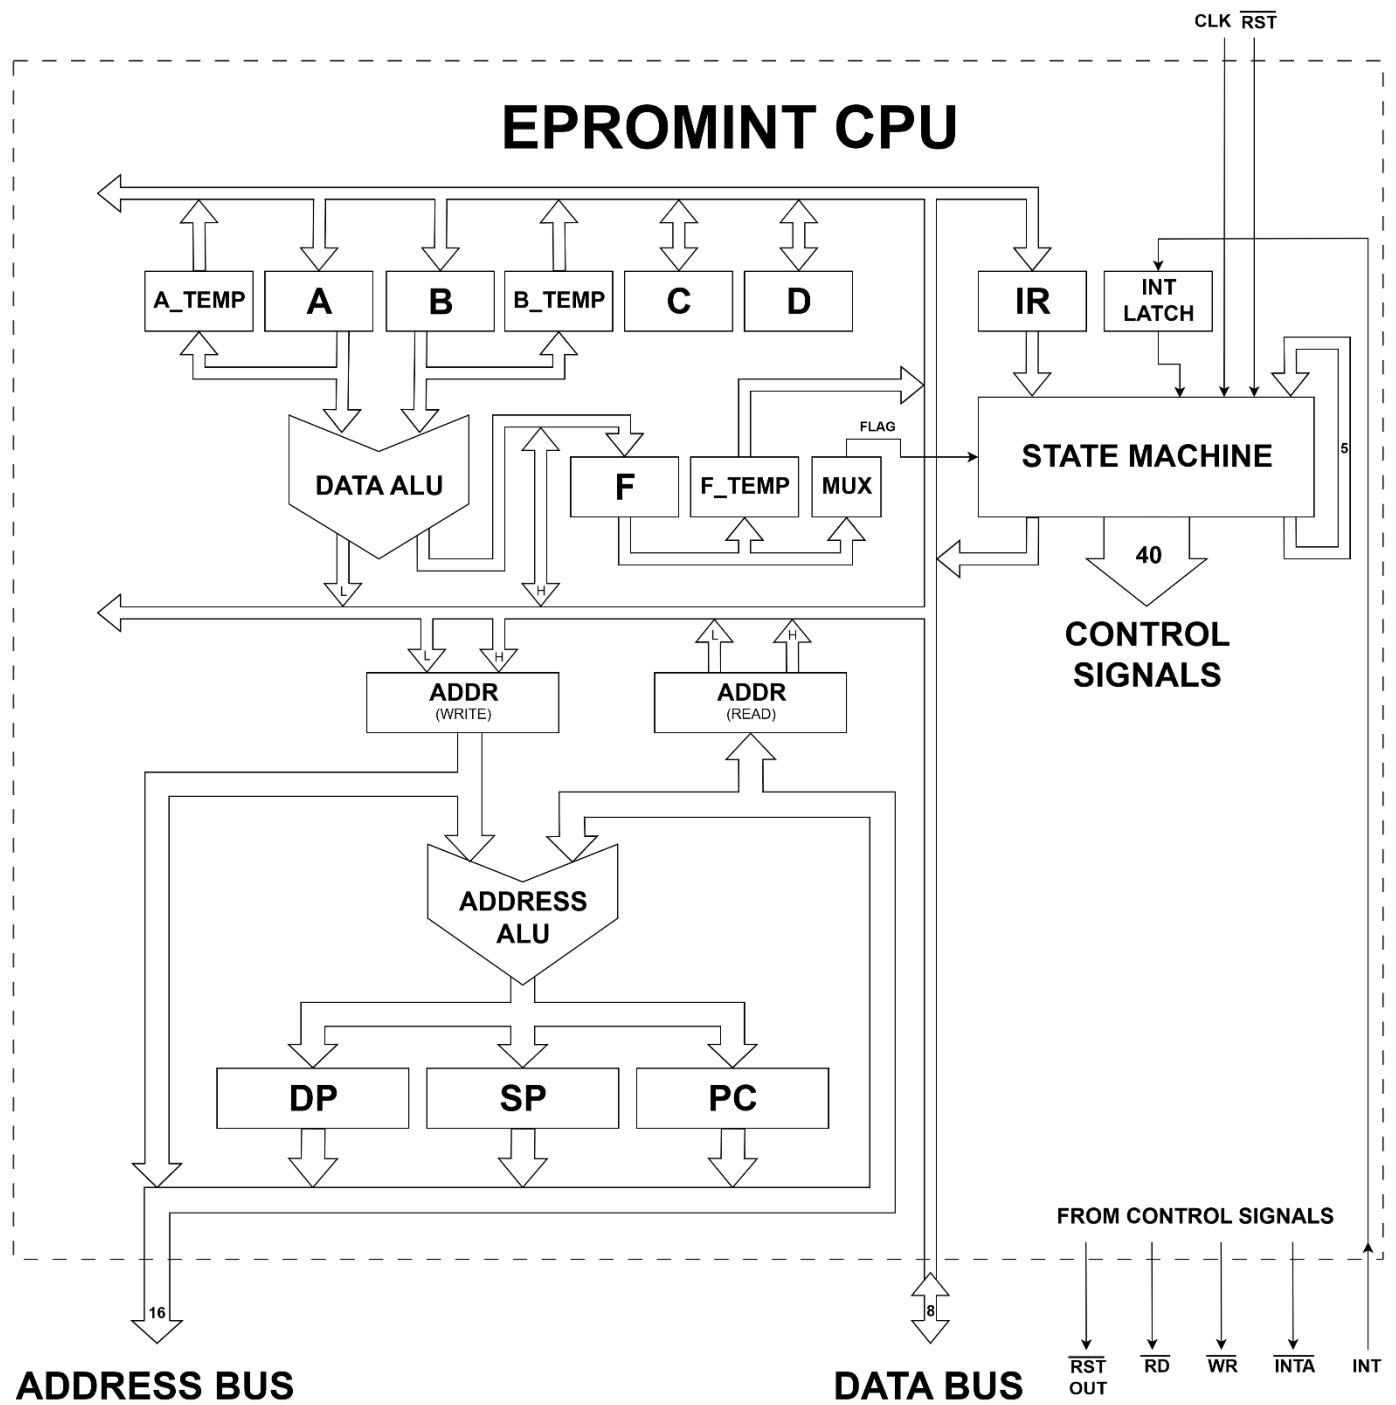 CLK RST
EPROMINT CPU
A_TEMP
A
B
B_TEMP
C
D
IR
INT
LATCH
FLAG
STATE MACHINE
5
DATA ALU
F
F_TEMP
MUX
40
L
H
CONTROL
SIGNALS
L
H
L
H
ADDR
(WRITE)
ADDR
(READ)
ADDRESS
ALU
DP
SP
PC
FROM CONTROL SIGNALS
16
8
RST
OUT
RD
WR
INTA
INT
ADDRESS BUS
DATA BUS